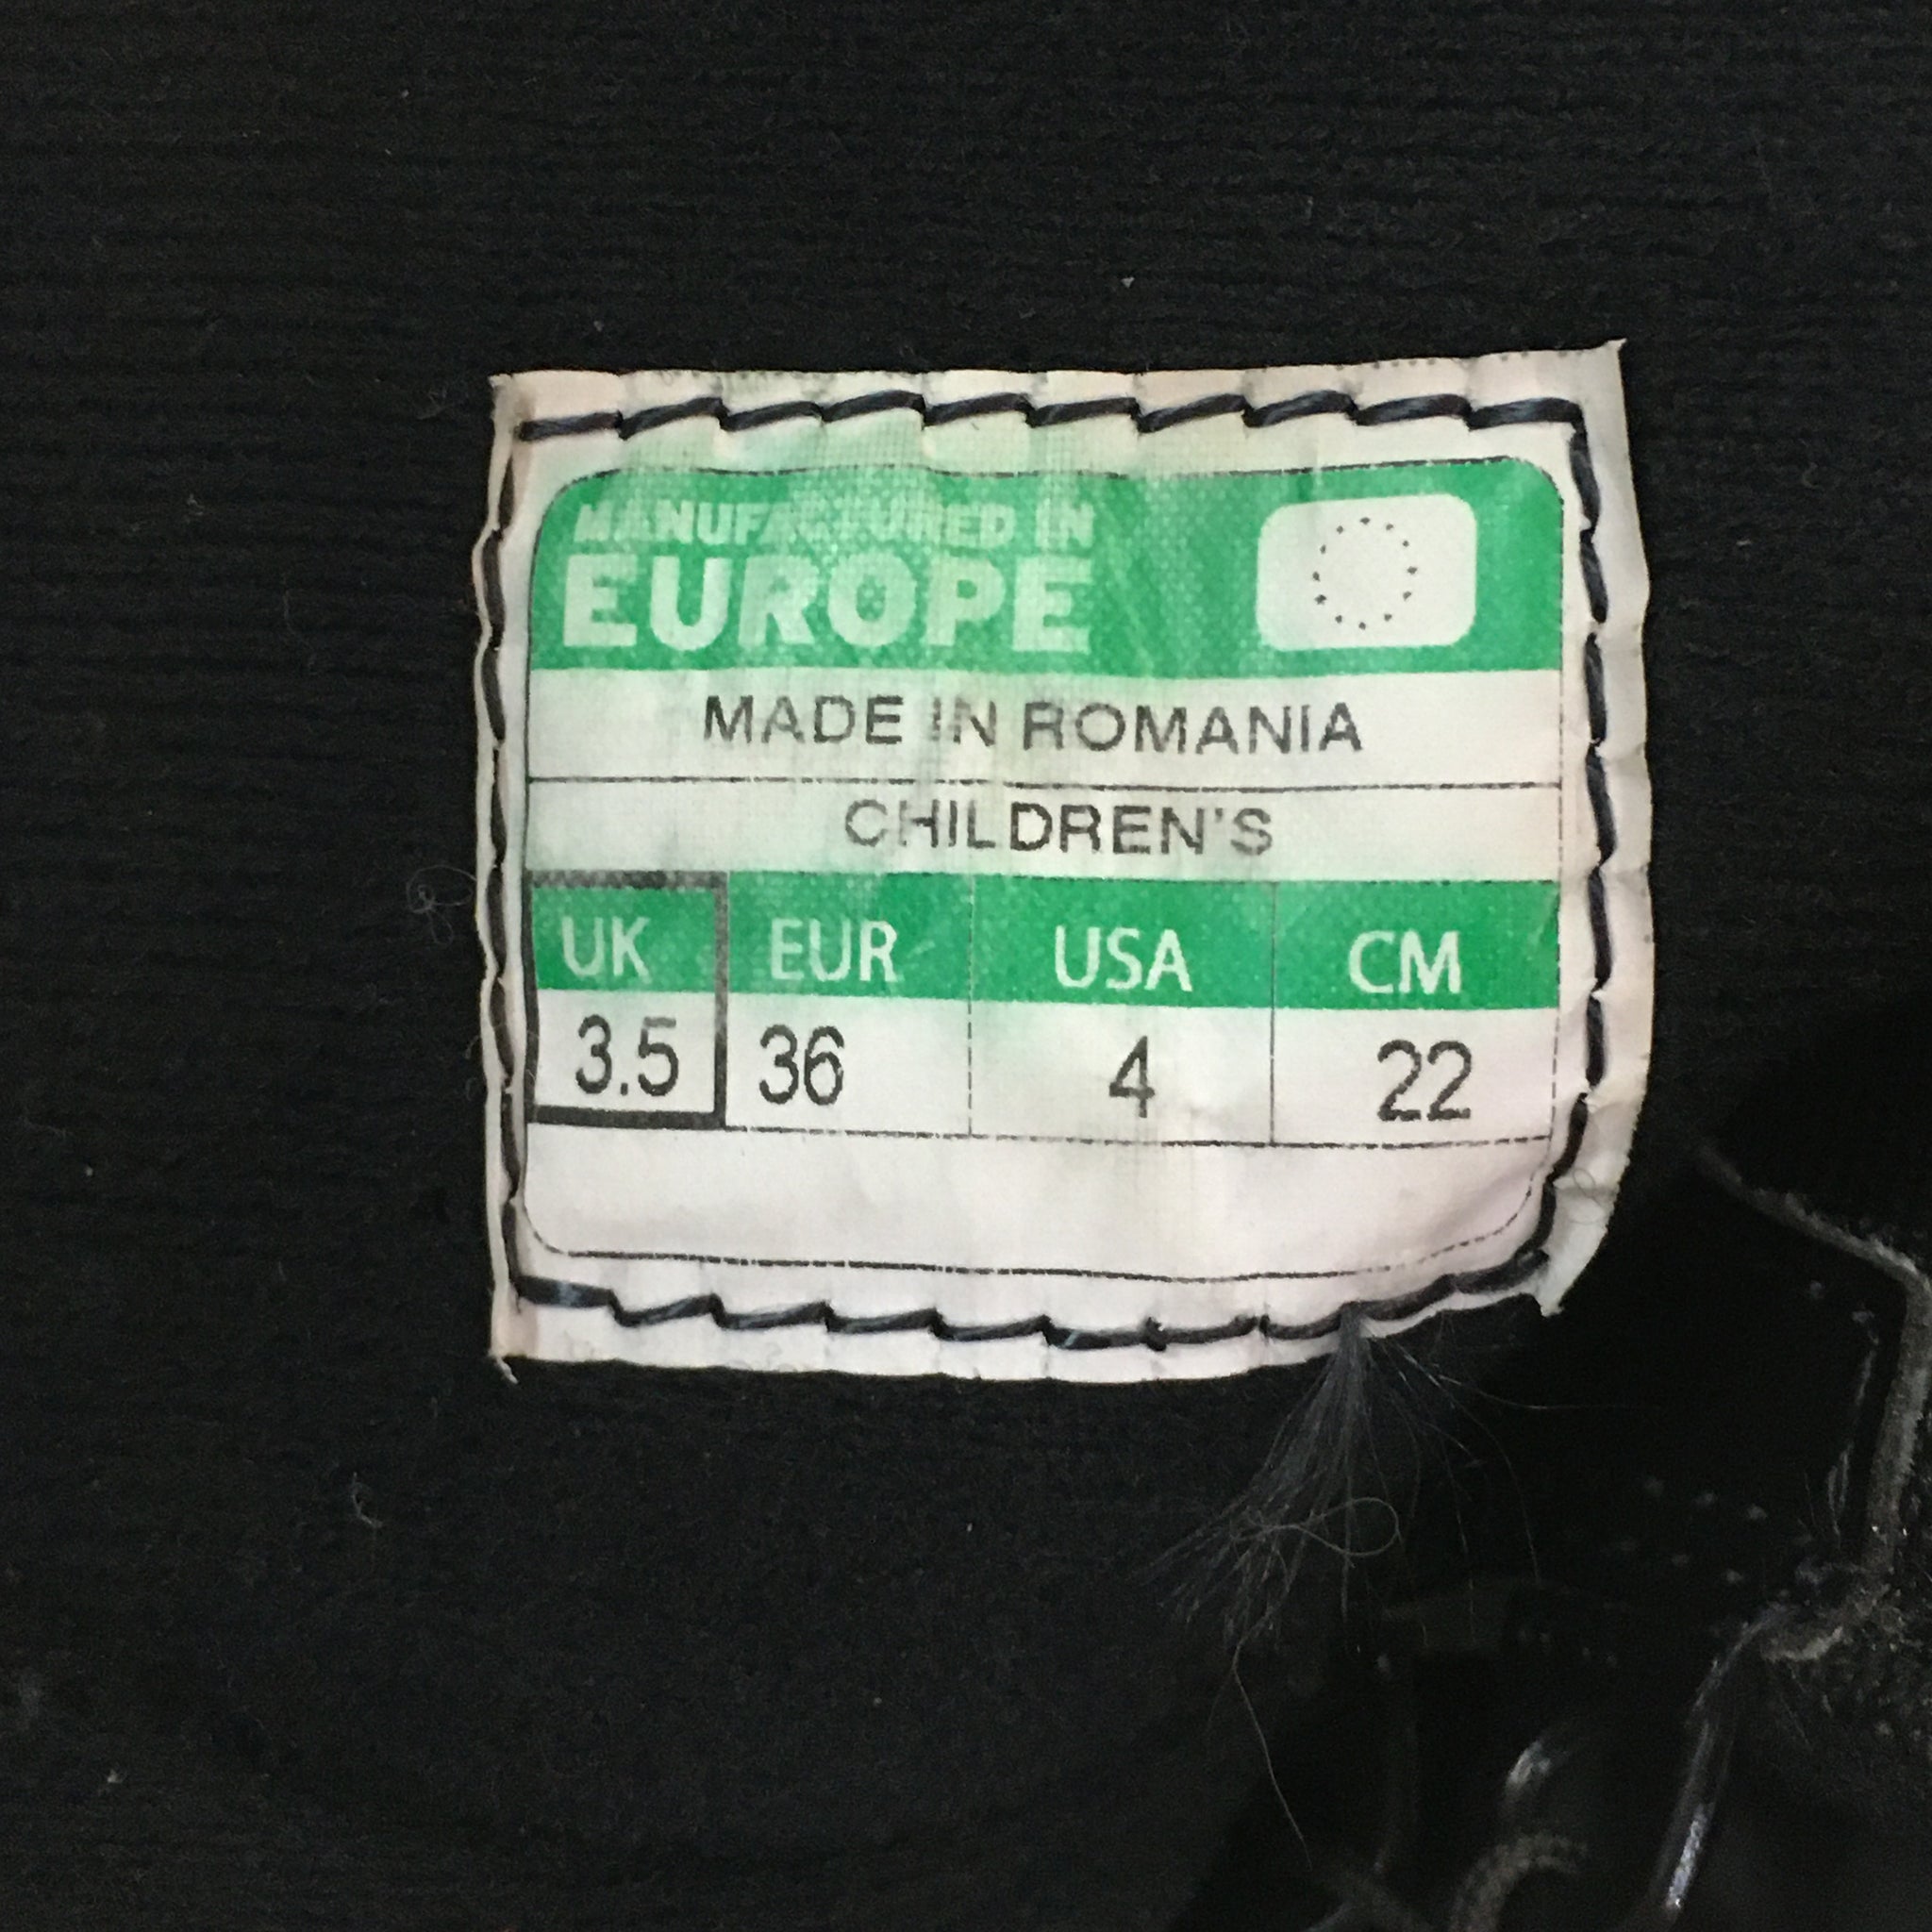 MANUFACTURED IN
EUROPE
MADE IN ROMANIA
CHILDREN'S
UK EUR USA CM
3.5 36 4 22